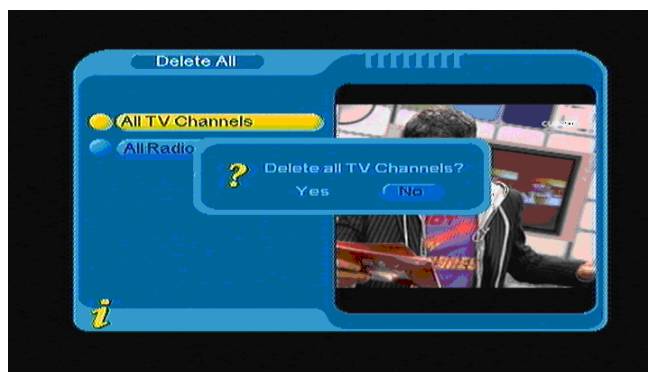 Delete All
All TV Channels
All Radio
Delete all TV Channels?
Yes No